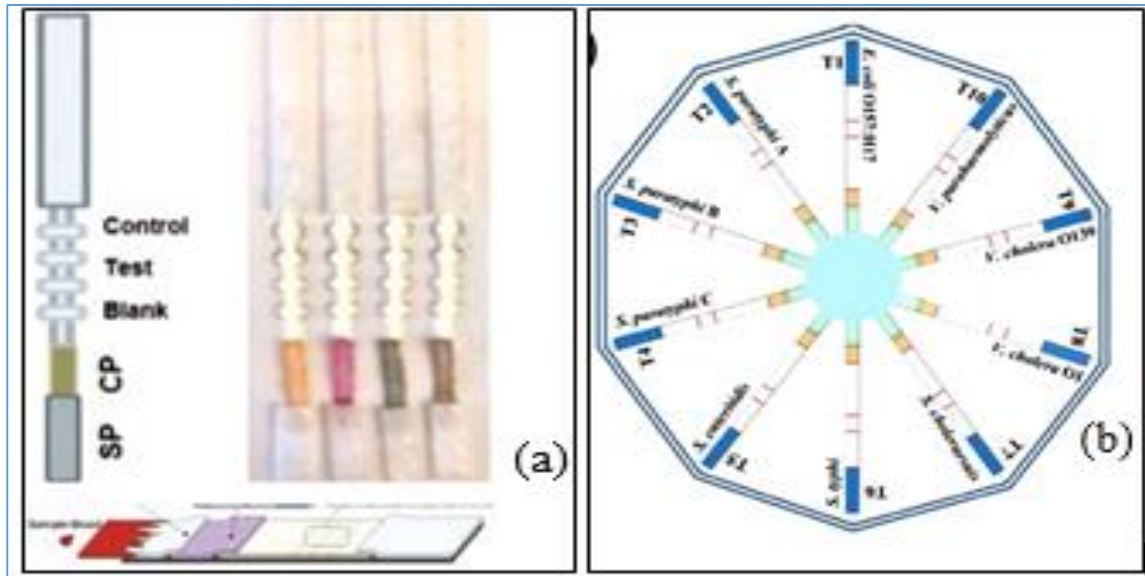 Control
Test
Blank
CP
SP
(a)
T1
E. coli O157:H17
T2
S. paratyphi A
T3
S. paratyphi B
T4
S. paratyphi C
T5
S. enteritidis
T6
S. typhi
T7
S. choleraesuis
T8
V. cholera O1
T9
V. cholera O139
T10
V. parahaemolyticus
(b)